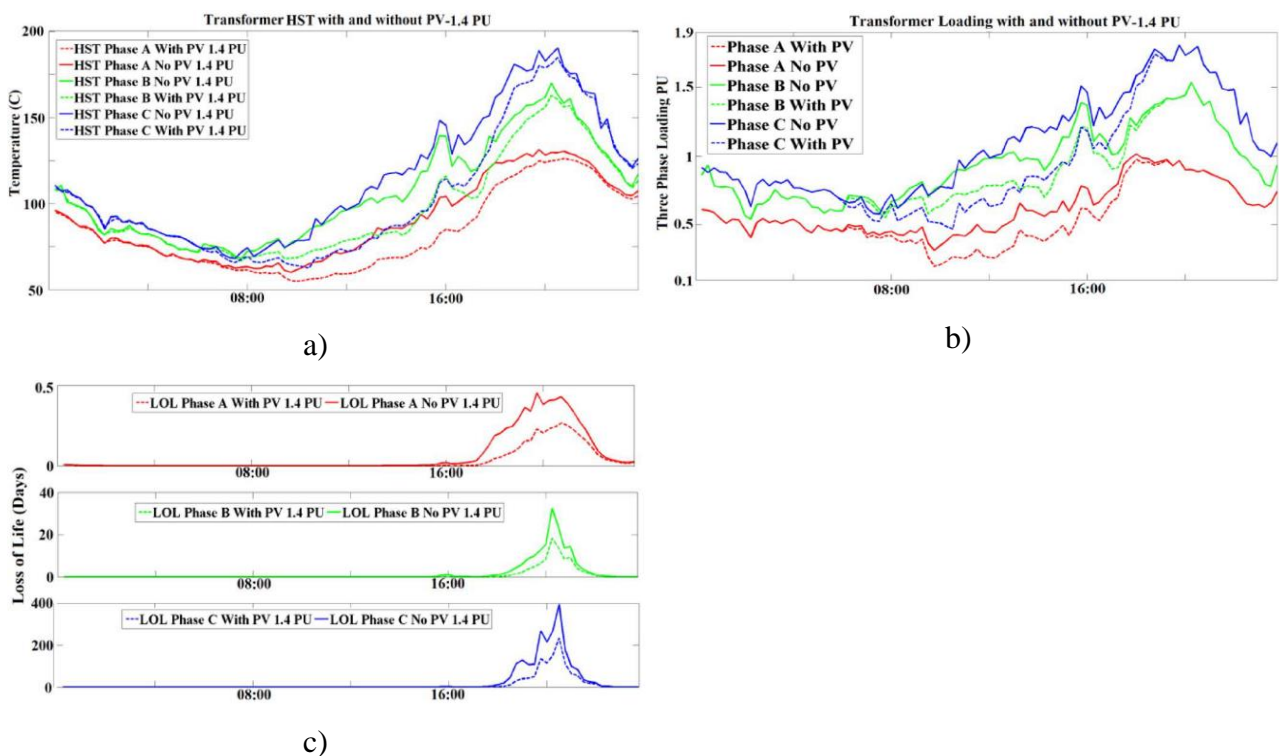 Transformer HST with and without PV-1.4 PU
200
150
100
50
Temperature (C)
HST Phase A With PV 1.4 PU
HST Phase A No PV 1.4 PU
HST Phase B No PV 1.4 PU
HST Phase B With PV 1.4 PU
HST Phase C No PV 1.4 PU
HST Phase C With PV 1.4 PU
08:00 16:00
a)
Transformer Loading with and without PV-1.4 PU
1.9
1.5
1
0.5
0.1
Three Phase Loading PU
Phase A With PV
Phase A No PV
Phase B No PV
Phase B With PV
Phase C No PV
Phase C With PV
08:00 16:00
b)
Loss of Life (Days)
0.5
0
LOL Phase A With PV 1.4 PU LOL Phase A No PV 1.4 PU
08:00 16:00
40
20
0
LOL Phase B With PV 1.4 PU LOL Phase B No PV 1.4 PU
08:00 16:00
400
200
0
LOL Phase C With PV 1.4 PU LOL Phase C No PV 1.4 PU
08:00 16:00
c)